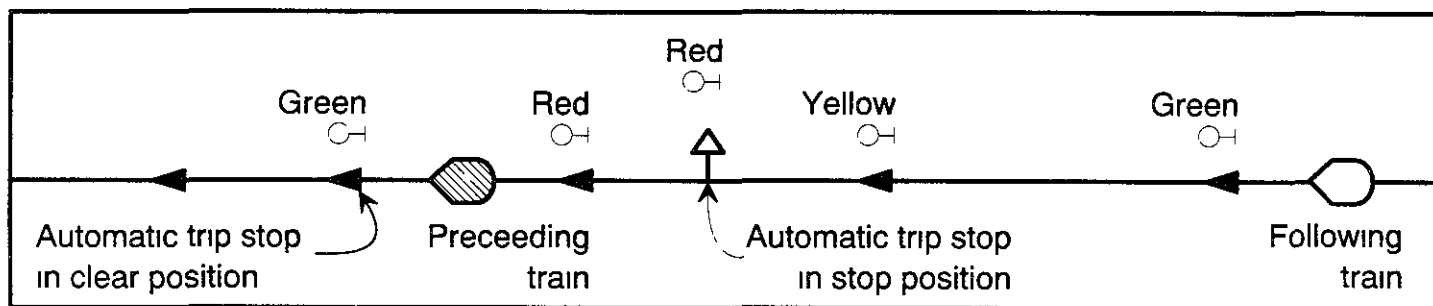 Red
Green
Red
Yellow
Green
Automatic trip stop
in clear position
Preceeding
train
Automatic trip stop
in stop position
Following
train